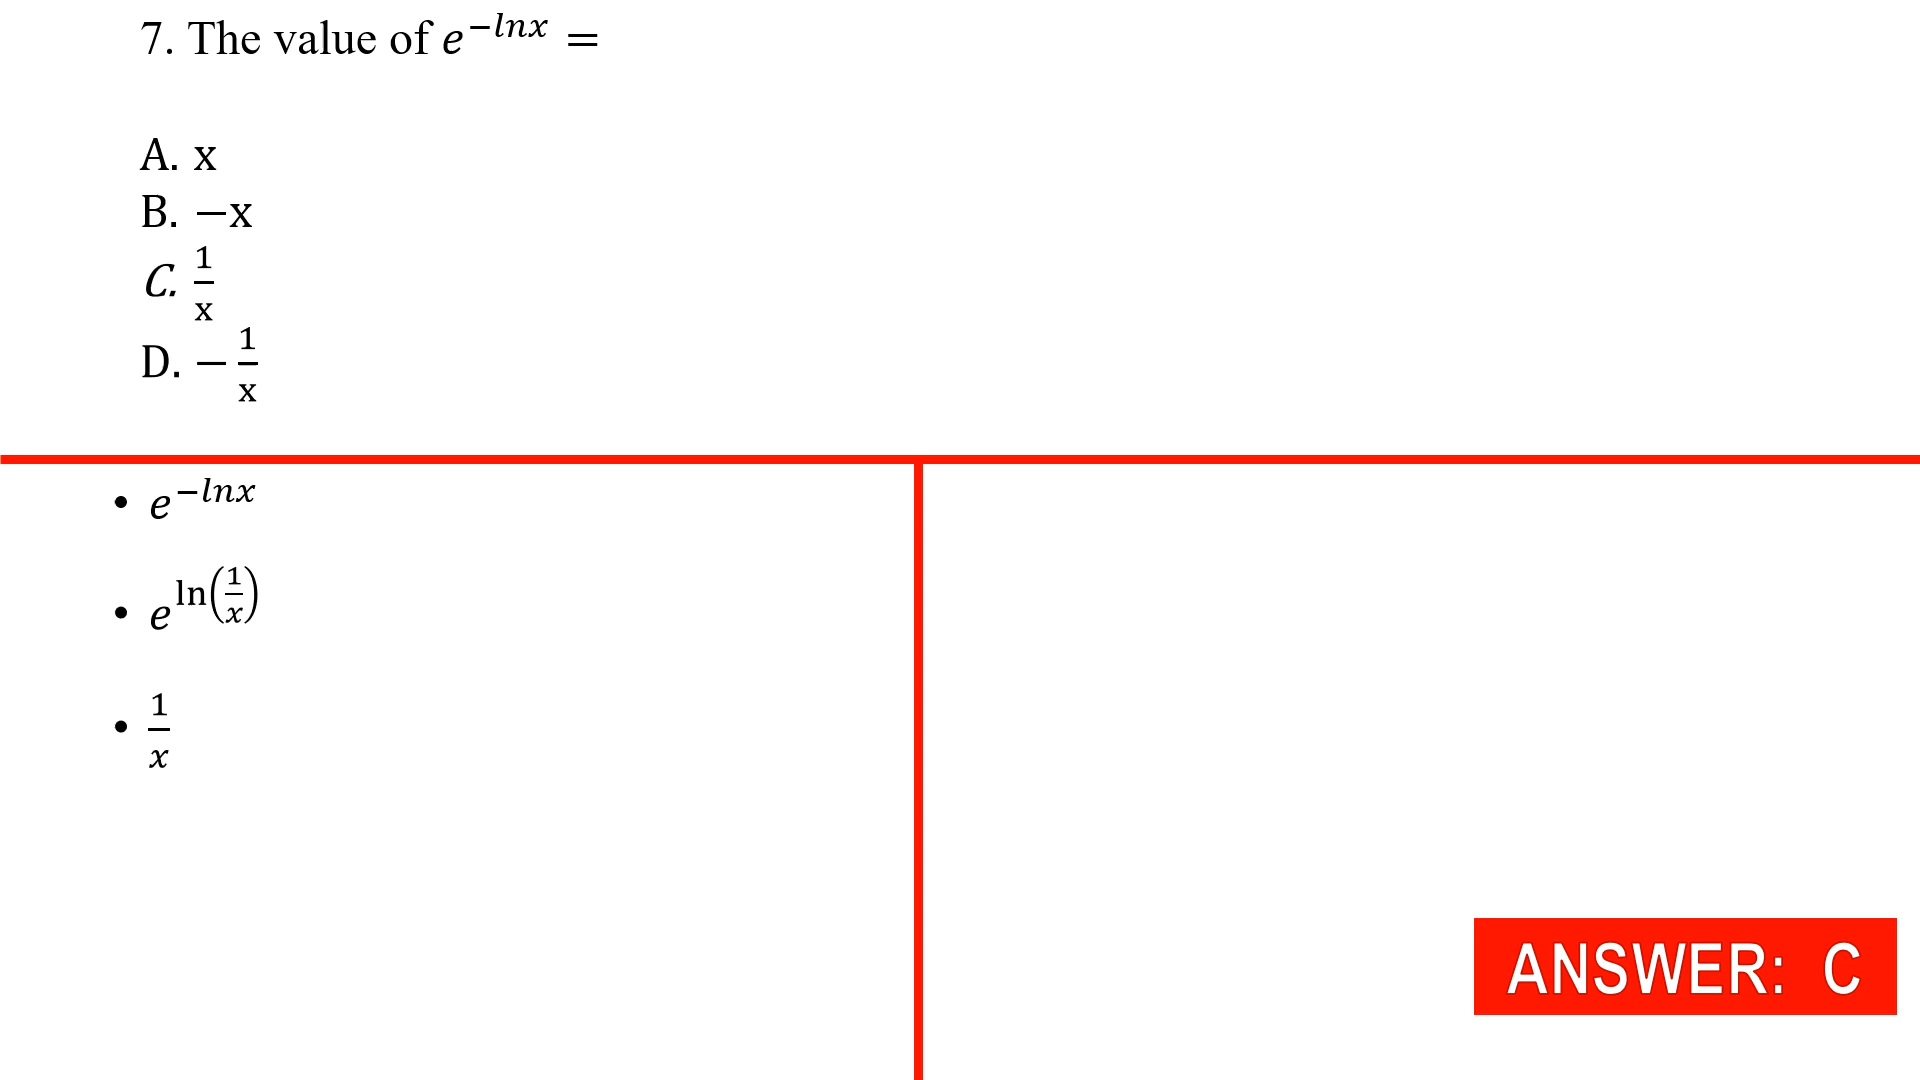 7. The value of e^{-lnx} =
A. x
B. −x
C. 1/x
D. − 1/x
• e^{-lnx}
• e^{ln(1/x)}
• 1/x
ANSWER: C